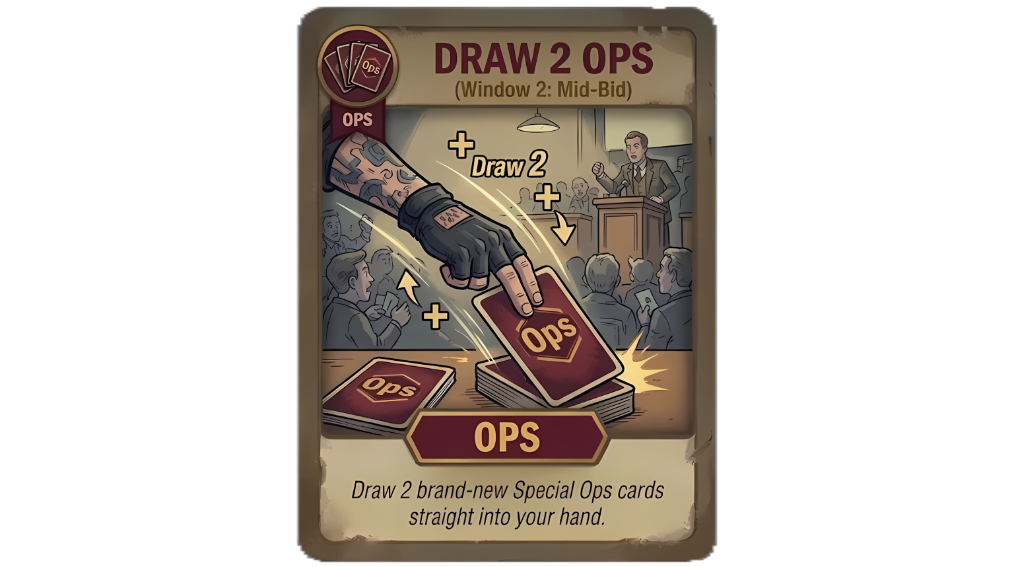 DRAW 2 OPS
(Window 2: Mid-Bid)
Ops
OPS
Draw 2
Ops
Ops
OPS
Draw 2 brand-new Special Ops cards
straight into your hand.